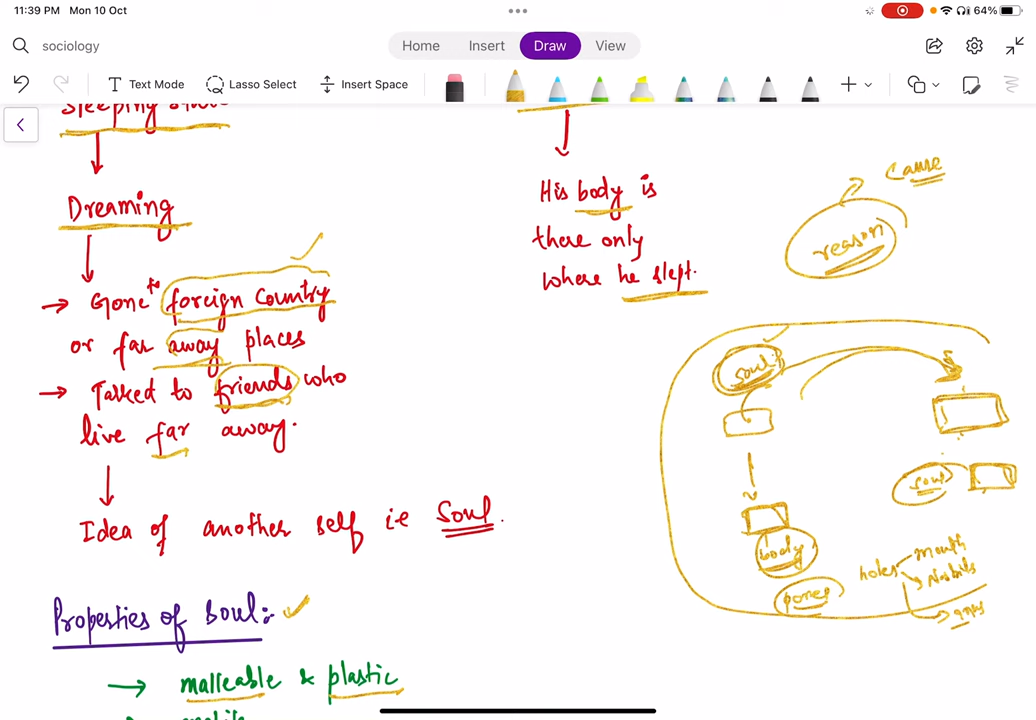 11:39 PM Mon 10 Oct
64%
sociology
Home Insert Draw View
Text Mode Lasso Select Insert Space
Sleeping
Dreaming
→ Gone to foreign country
or far away places
→ Talked to friends who
live far away.
Idea of another self i.e Soul.
Properties of soul:-
→ malleable & plastic
His body is
there only
where he slept.
cause
reason
soul
body
pores
soul
holes mouth
Nostrils